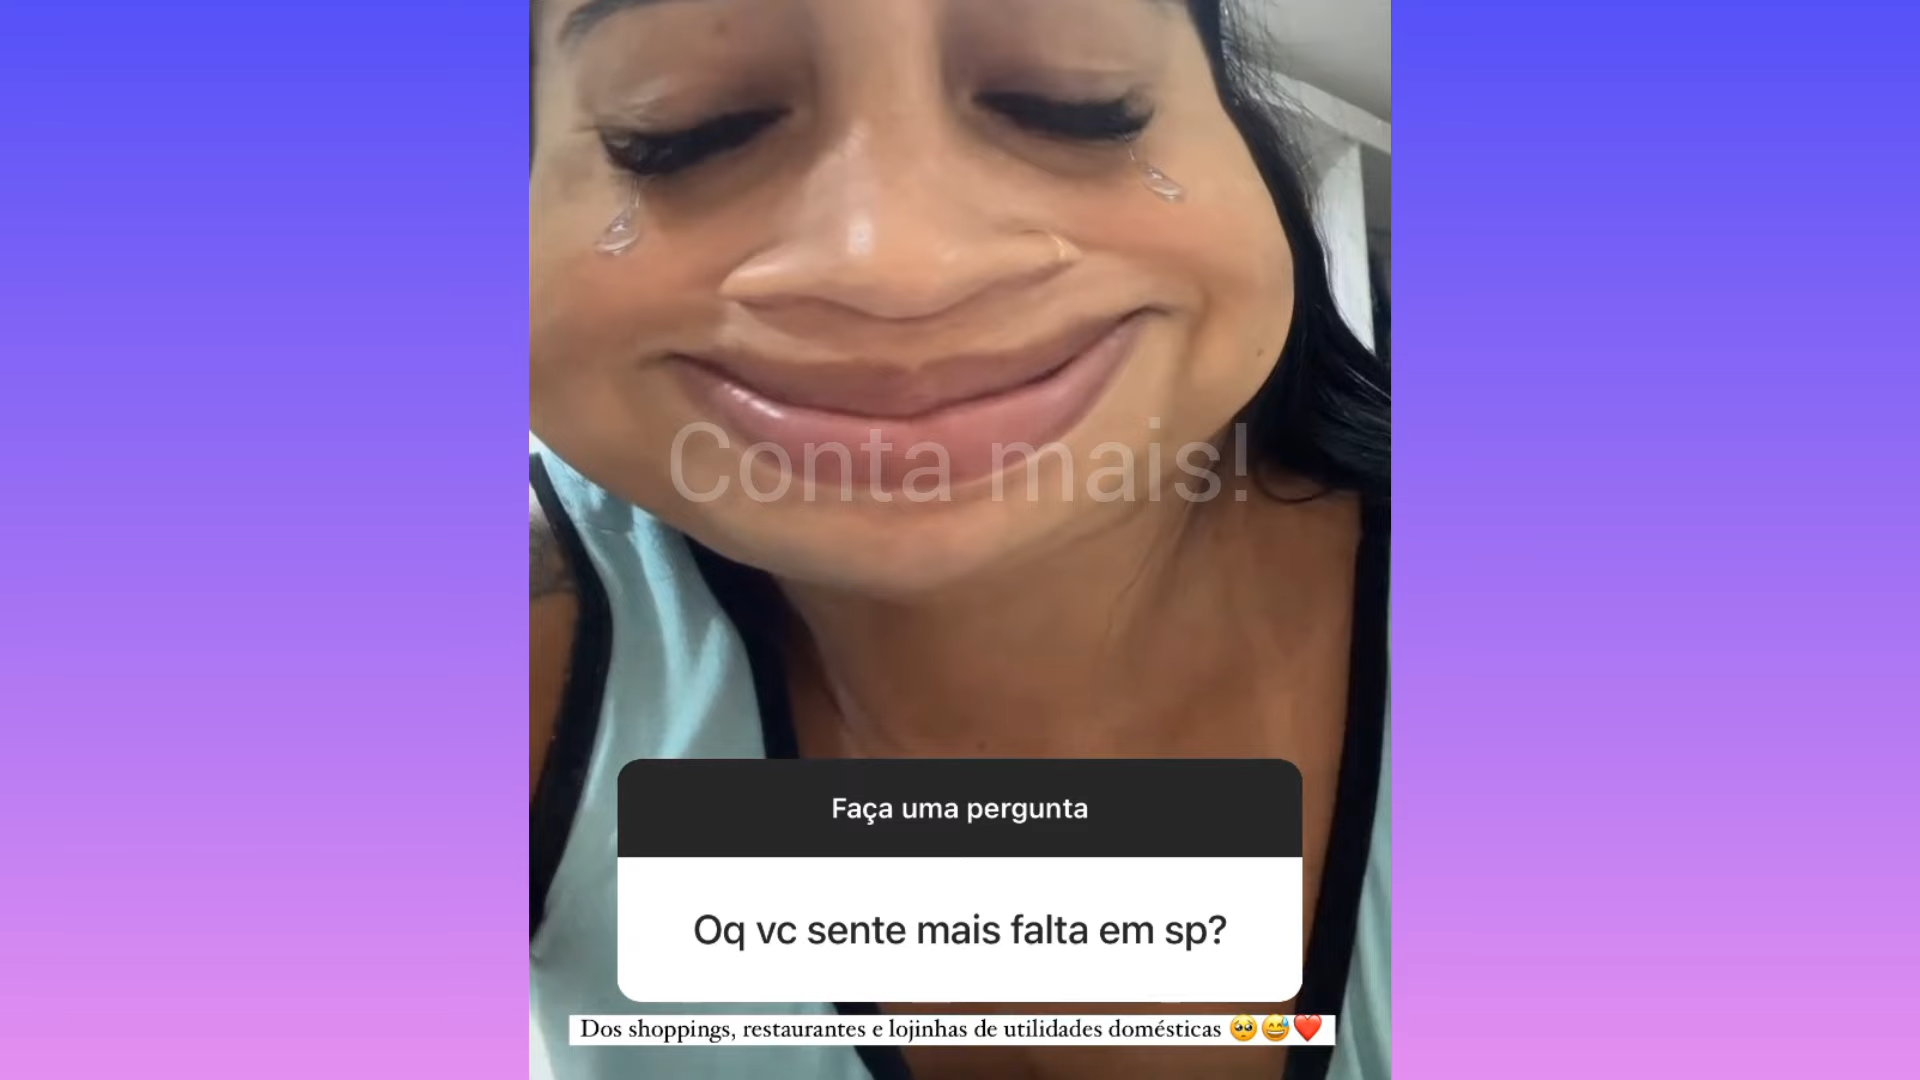 Conta mais!
Faça uma pergunta
Oq vc sente mais falta em sp?
Dos shoppings, restaurantes e lojinhas de utilidades domésticas 🥺😅❤️